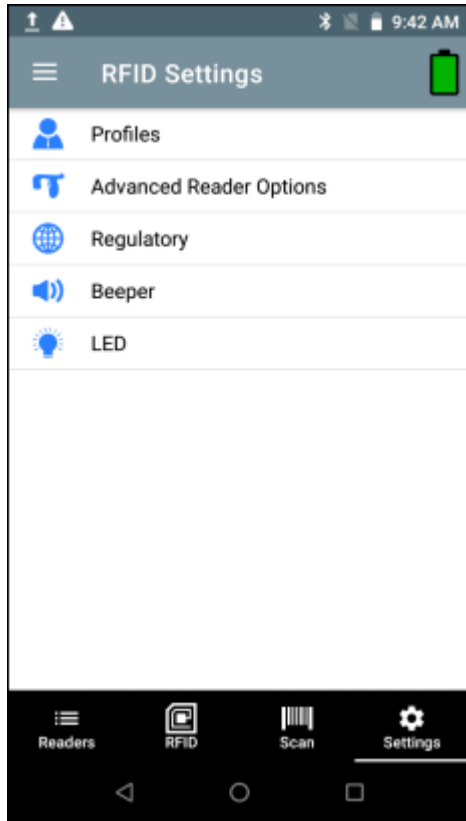 9:42 AM
RFID Settings
Profiles
Advanced Reader Options
Regulatory
Beeper
LED
Readers RFID Scan Settings